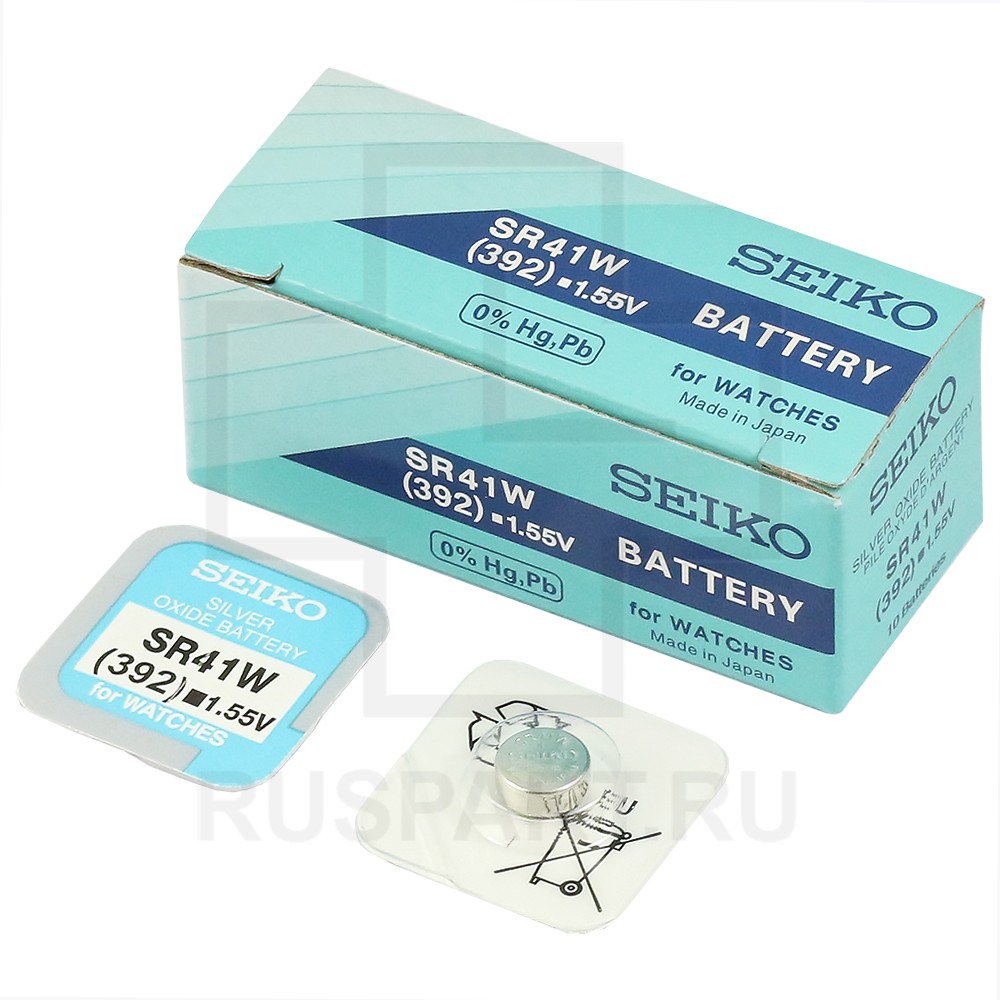 SEIKO
SR41W
(392) ■1.55V
BATTERY
0% Hg,Pb
for WATCHES
Made in Japan
SEIKO
SR41W
(392) ■1.55V
BATTERY
0% Hg,Pb
for WATCHES
Made in Japan
SEIKO
SILVER OXIDE BATTERY
PILE OXYDE D'ARGENT
SR41W
(392)■1.55V
10 Batteries
SEIKO
SILVER
OXIDE BATTERY
SR41W
(392)■1.55V
for WATCHES
RUSPART.RU